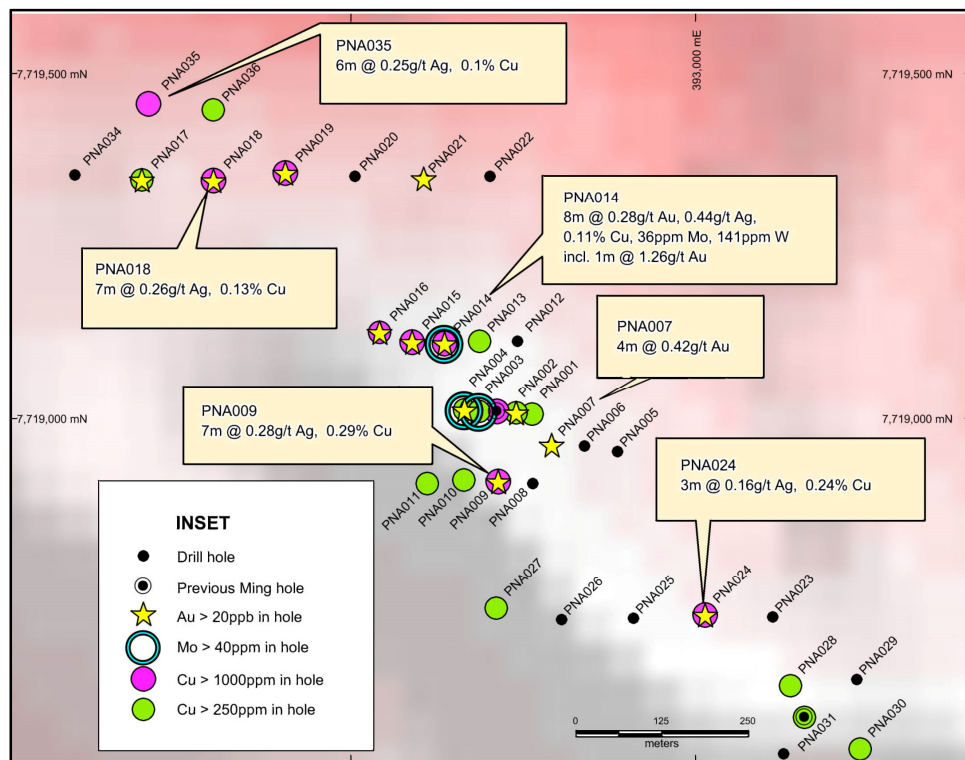 PNA035
6m @ 0.25g/t Ag, 0.1% Cu
393,000 mE
7,719,500 mN
7,719,500 mN
PNA035
PNA036
PNA034
PNA017
PNA018
PNA019
PNA020
PNA021
PNA022
PNA014
8m @ 0.28g/t Au, 0.44g/t Ag,
0.11% Cu, 36ppm Mo, 141ppm W
incl. 1m @ 1.26g/t Au
PNA018
7m @ 0.26g/t Ag, 0.13% Cu
PNA016
PNA015
PNA014
PNA013
PNA012
PNA007
4m @ 0.42g/t Au
PNA004
PNA003
PNA002
PNA001
7,719,000 mN
7,719,000 mN
PNA009
7m @ 0.28g/t Ag, 0.29% Cu
PNA007
PNA006
PNA005
PNA024
3m @ 0.16g/t Ag, 0.24% Cu
PNA011
PNA010
PNA009
PNA008
INSET
Drill hole
Previous Ming hole
Au > 20ppb in hole
Mo > 40ppm in hole
Cu > 1000ppm in hole
Cu > 250ppm in hole
PNA027
PNA026
PNA025
PNA024
PNA023
PNA028
PNA029
PNA031
PNA030
0 125 250
meters